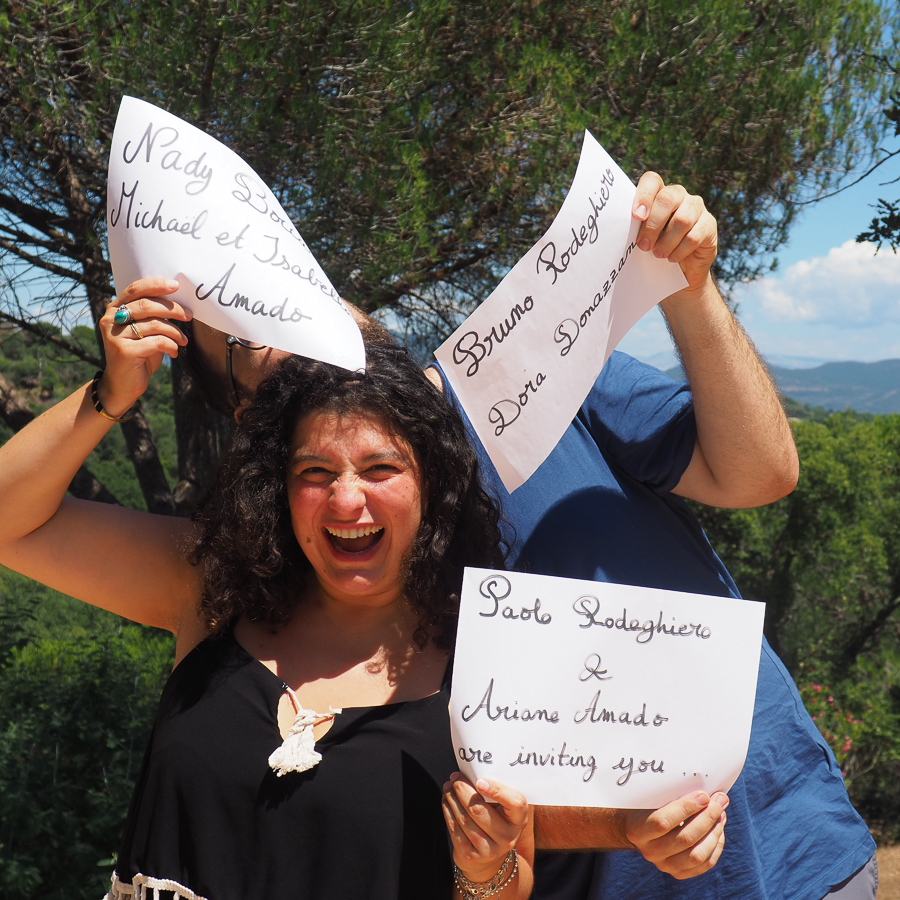 Nady
Michaël et Isabelle
Amado
Bruno Rodeghiero
Dora
Paolo Rodeghiero
&
Ariane Amado
are inviting you ...